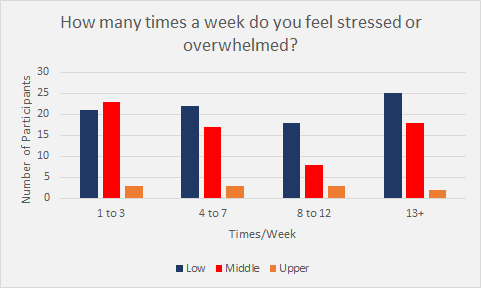 How many times a week do you feel stressed or
overwhelmed?
Number of Participants
30
25
20
15
10
5
0
1 to 3 4 to 7 8 to 12 13+
Times/Week
Low Middle Upper